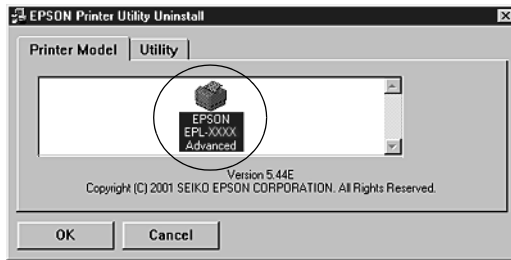 EPSON Printer Utility Uninstall
Printer Model Utility
EPSON
EPL-XXXX
Advanced
Version 5.44E
Copyright (C) 2001 SEIKO EPSON CORPORATION. All Rights Reserved.
OK Cancel